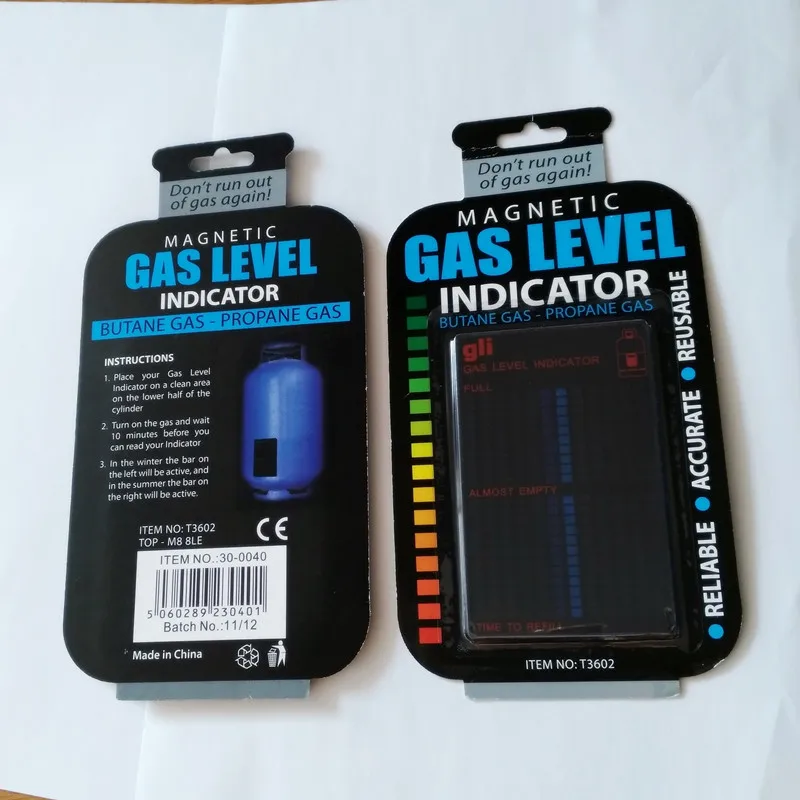 Don't run out
of gas again!
MAGNETIC
GAS LEVEL
INDICATOR
BUTANE GAS - PROPANE GAS
INSTRUCTIONS
1. Place your Gas Level
Indicator on a clean area
on the lower half of the
cylinder
2. Turn on the gas and wait
10 minutes before you
can read your Indicator
3. In the winter the bar on
the left will be active, and
in the summer the bar on
the right will be active.
ITEM NO: T3602
TOP - M8 8LE
CE
ITEM NO.:30-0040
5 060289 230401
Batch No.:11/12
Made in China
Don't run out
of gas again!
MAGNETIC
GAS LEVEL
INDICATOR
BUTANE GAS - PROPANE GAS
gli
GAS LEVEL INDICATOR
FULL
ALMOST EMPTY
TIME TO REFILL
RELIABLE • ACCURATE • REUSABLE
ITEM NO: T3602